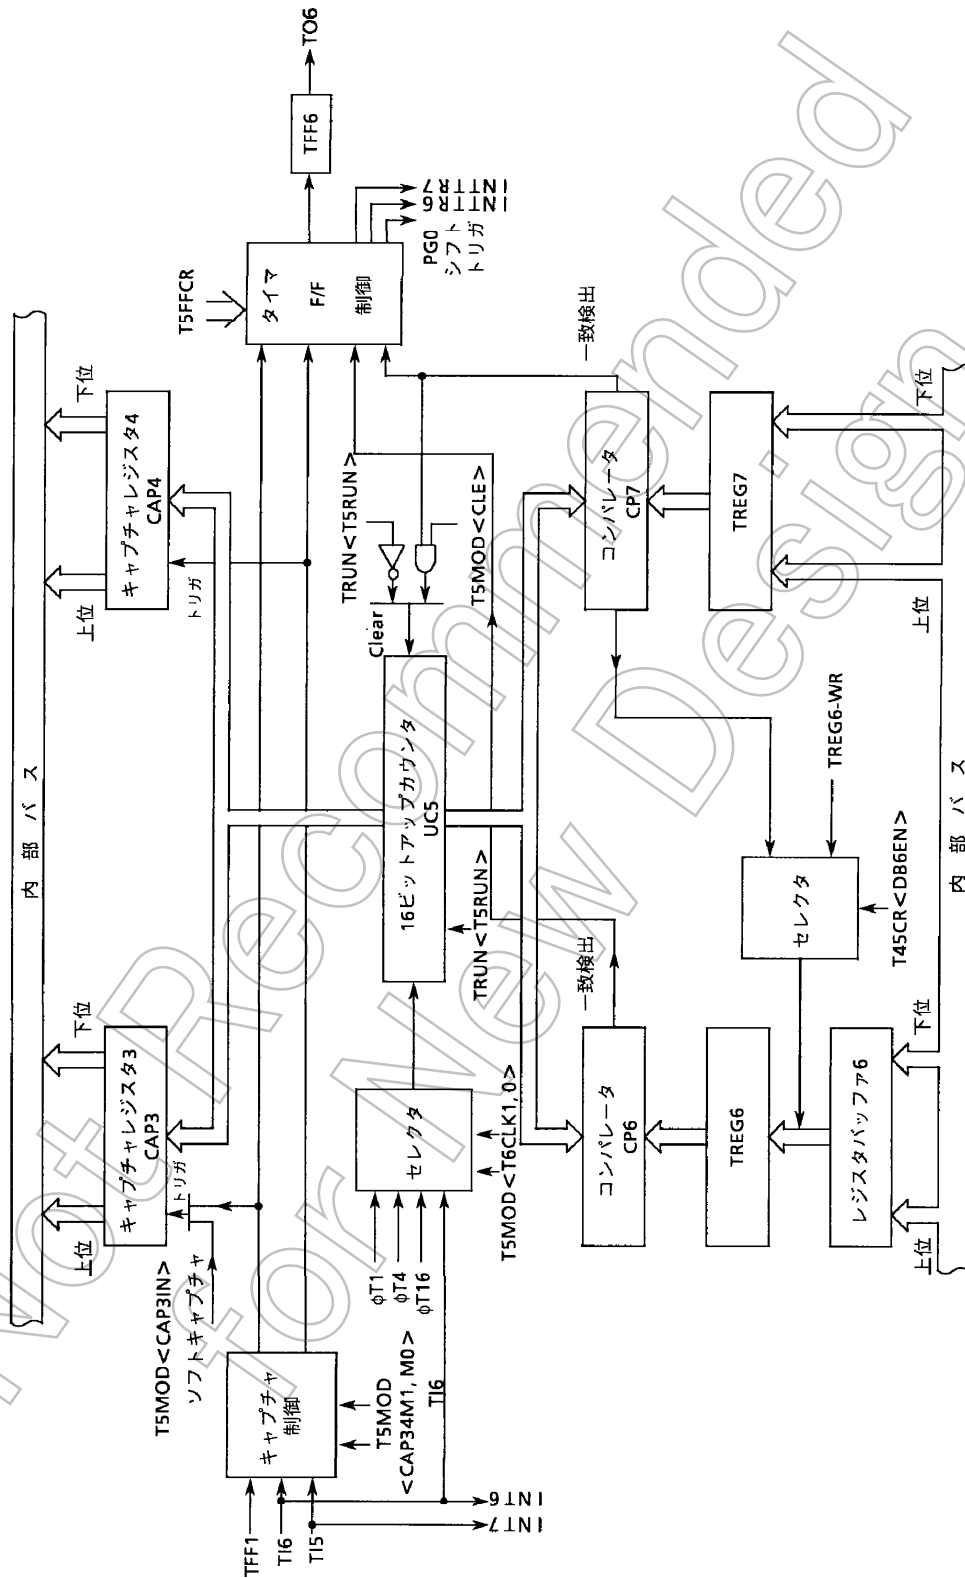 内部バス
上位
下位
上位
下位
キャプチャレジスタ3
CAP3
キャプチャレジスタ4
CAP4
トリガ
トリガ
T5MOD<CAP3IN>
ソフトキャプチャ
T5FFCR
TFF1
TI6
TI5
キャプチャ
制御
タイマ
F/F
制御
TFF6
TO6
INT6
INT7
T5MOD
<CAP34M1, M0>
TI6
PG0
シフト
トリガ
INTTR6
INTTR7
φT1
φT4
φT16
セレクタ
T5MOD<T6CLK1, 0>
16ビットアップカウンタ
UC5
TRUN<T5RUN>
Clear
TRUN<T5RUN>
T5MOD<CLE>
一致検出
一致検出
コンパレータ
CP6
コンパレータ
CP7
TREG6
TREG7
セレクタ
TREG6-WR
T45CR<DB6EN>
レジスタバッファ6
上位
下位
上位
下位
内部バス
Not Recommended
for New Design